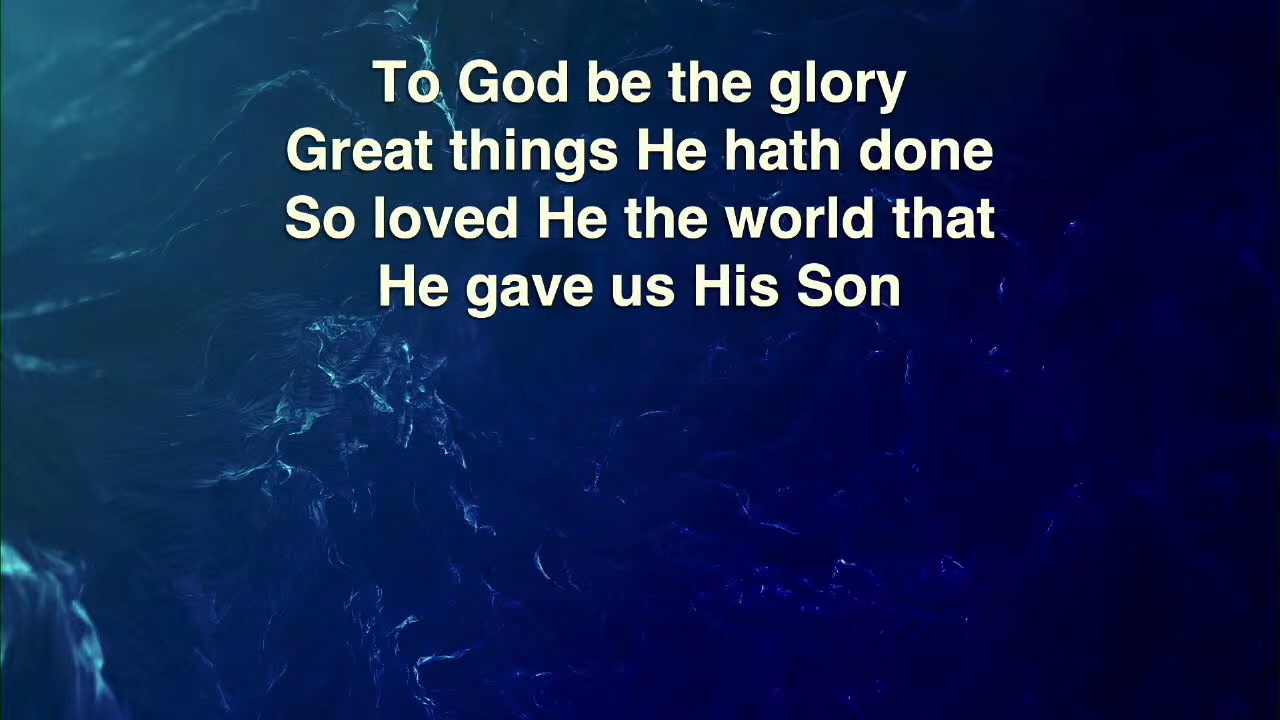 To God be the glory
Great things He hath done
So loved He the world that
He gave us His Son